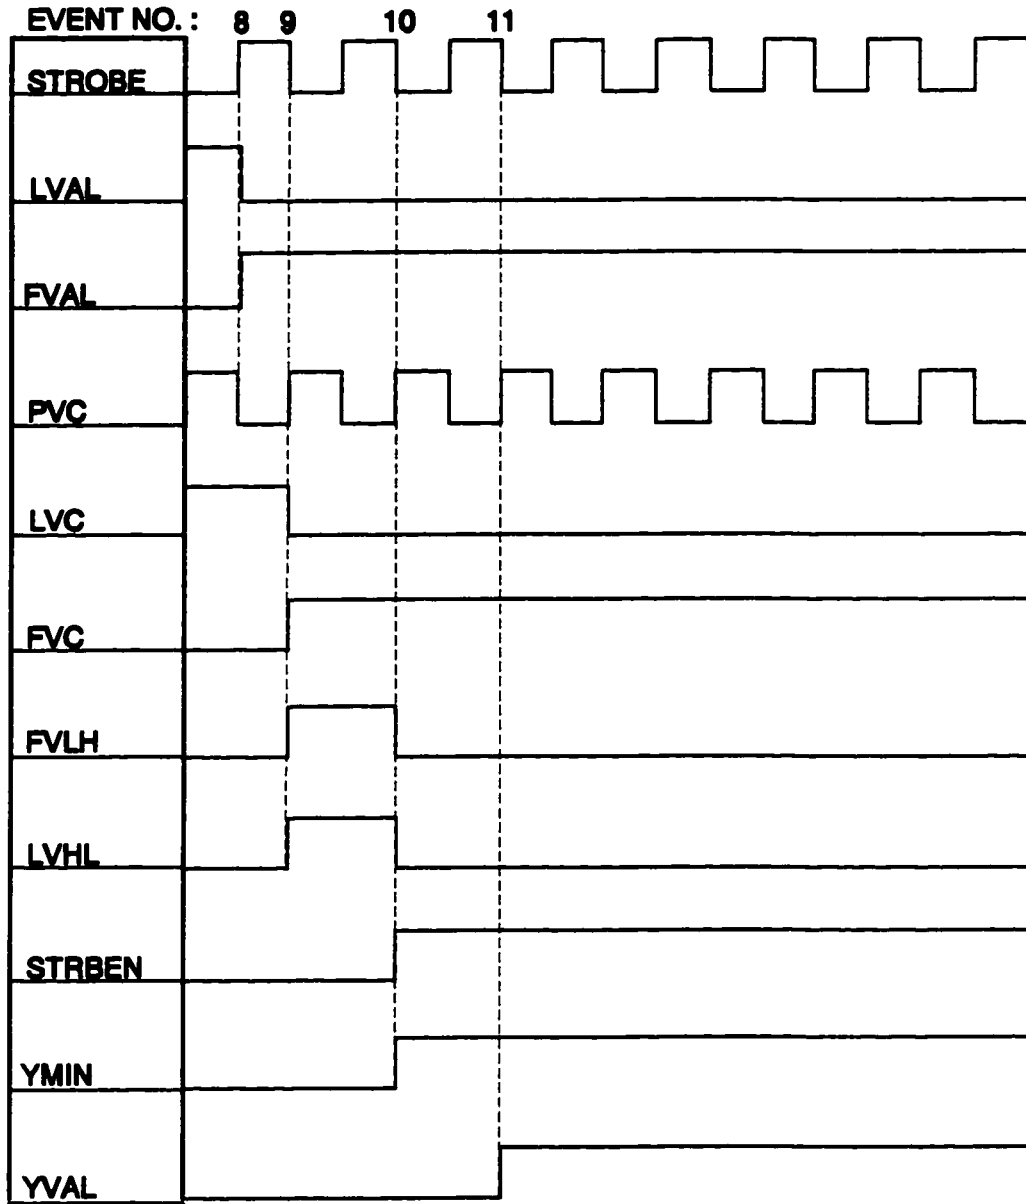 EVENT NO. : 8 9 10 11
STROBE
LVAL
FVAL
PVC
LVC
FVC
FVLH
LVHL
STRBEN
YMIN
YVAL